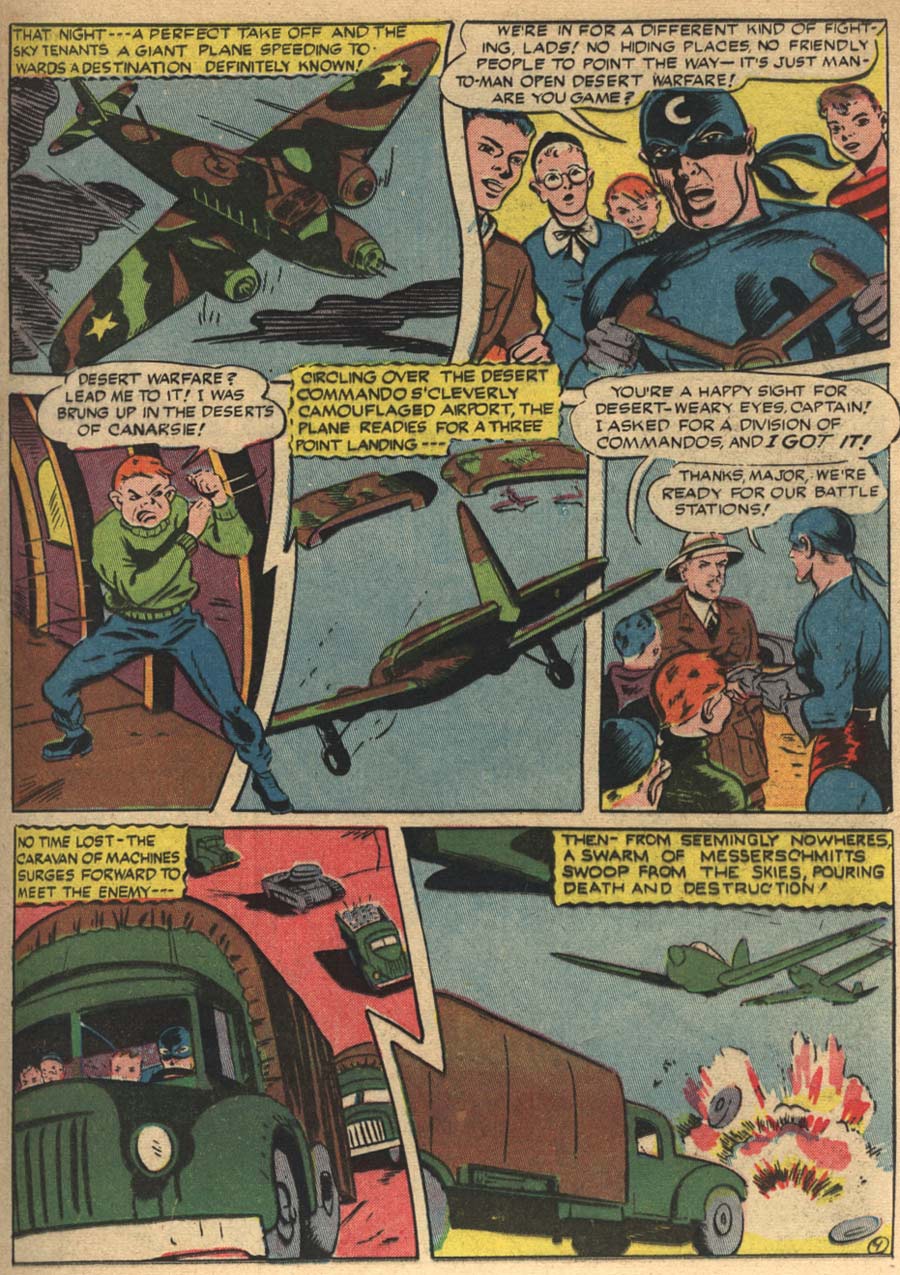 THAT NIGHT---A PERFECT TAKE OFF AND THE
SKY TENANTS A GIANT PLANE SPEEDING TO-
WARDS A DESTINATION DEFINITELY KNOWN!
WE'RE IN FOR A DIFFERENT KIND OF FIGHT-
ING, LADS! NO HIDING PLACES, NO FRIENDLY
PEOPLE TO POINT THE WAY— IT'S JUST MAN-
TO-MAN OPEN DESERT WARFARE!
ARE YOU GAME?
DESERT WARFARE?
LEAD ME TO IT! I WAS
BRUNG UP IN THE DESERTS
OF CANARSIE!
CIRCLING OVER THE DESERT
COMMANDO S'CLEVERLY
CAMOUFLAGED AIRPORT, THE
PLANE READIES FOR A THREE
POINT LANDING---
YOU'RE A HAPPY SIGHT FOR
DESERT-WEARY EYES, CAPTAIN!
I ASKED FOR A DIVISION OF
COMMANDOS, AND I GOT IT!
THANKS, MAJOR, WE'RE
READY FOR OUR BATTLE
STATIONS!
NO TIME LOST-THE
CARAVAN OF MACHINES
SURGES FORWARD TO
MEET THE ENEMY---
THEN- FROM SEEMINGLY NOWHERES,
A SWARM OF MESSERSCHMITTS
SWOOP FROM THE SKIES, POURING
DEATH AND DESTRUCTION!
9